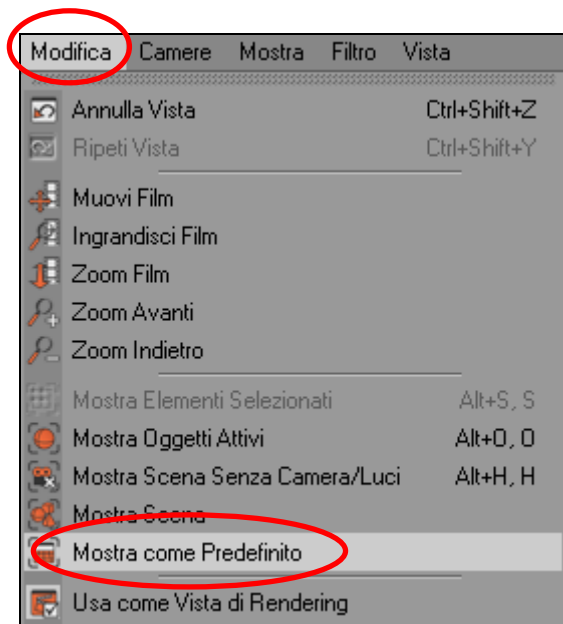 Modifica Camere Mostra Filtro Vista
Annulla Vista Ctrl+Shift+Z
Ripeti Vista Ctrl+Shift+Y
Muovi Film
Ingrandisci Film
Zoom Film
Zoom Avanti
Zoom Indietro
Mostra Elementi Selezionati Alt+S, S
Mostra Oggetti Attivi Alt+O, O
Mostra Scena Senza Camera/Luci Alt+H, H
Mostra Scena
Mostra come Predefinito
Usa come Vista di Rendering